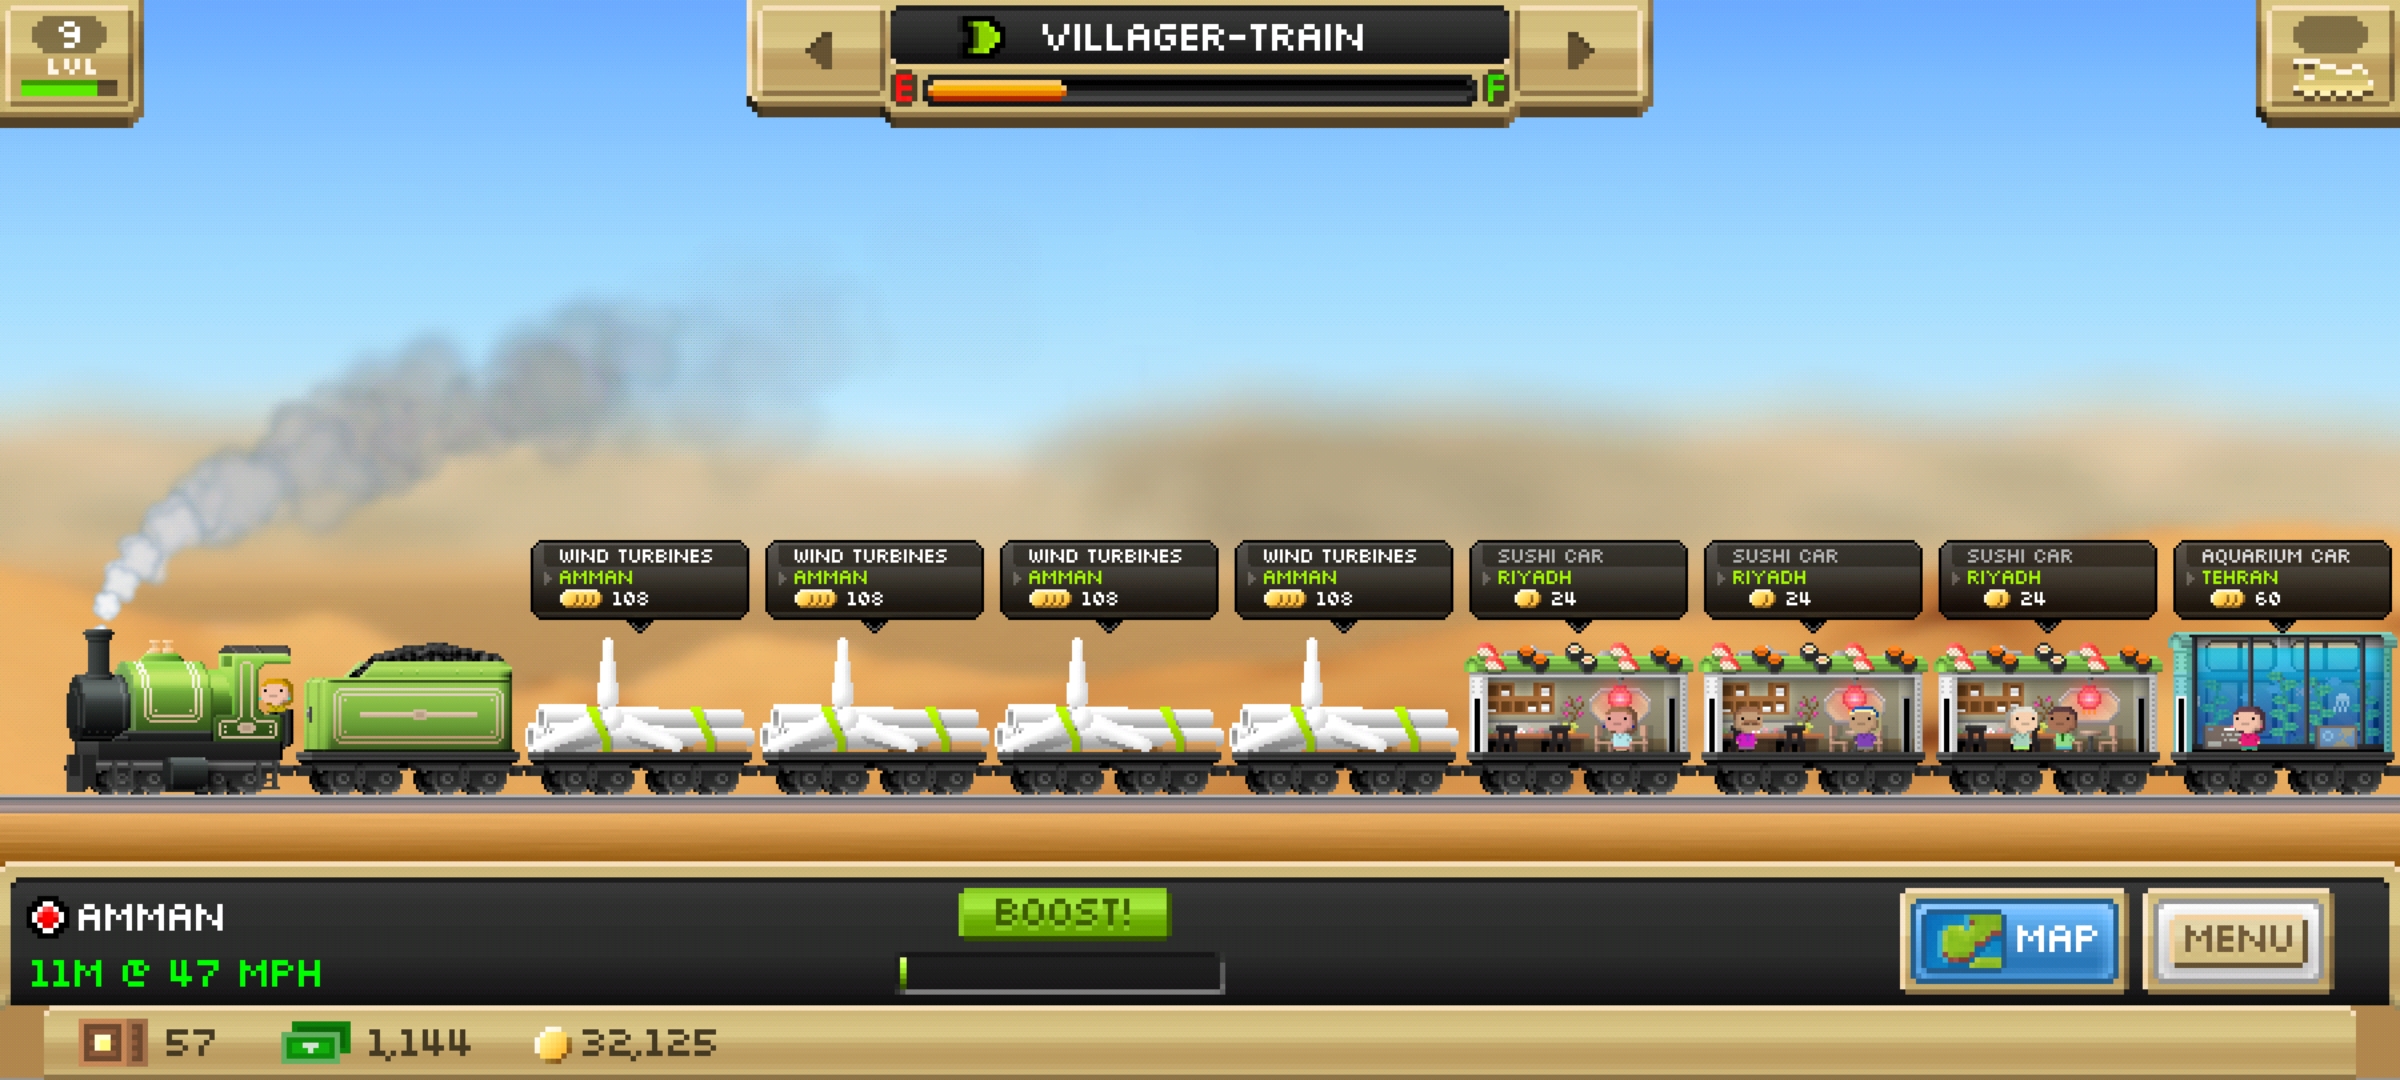 9
LVL
VILLAGER-TRAIN
E
F
WIND TURBINES
AMMAN
108
WIND TURBINES
AMMAN
108
WIND TURBINES
AMMAN
108
WIND TURBINES
AMMAN
108
SUSHI CAR
RIYADH
24
SUSHI CAR
RIYADH
24
SUSHI CAR
RIYADH
24
AQUARIUM CAR
TEHRAN
60
AMMAN
11M @ 47 MPH
BOOST!
MAP
MENU
57
1,144
32,125